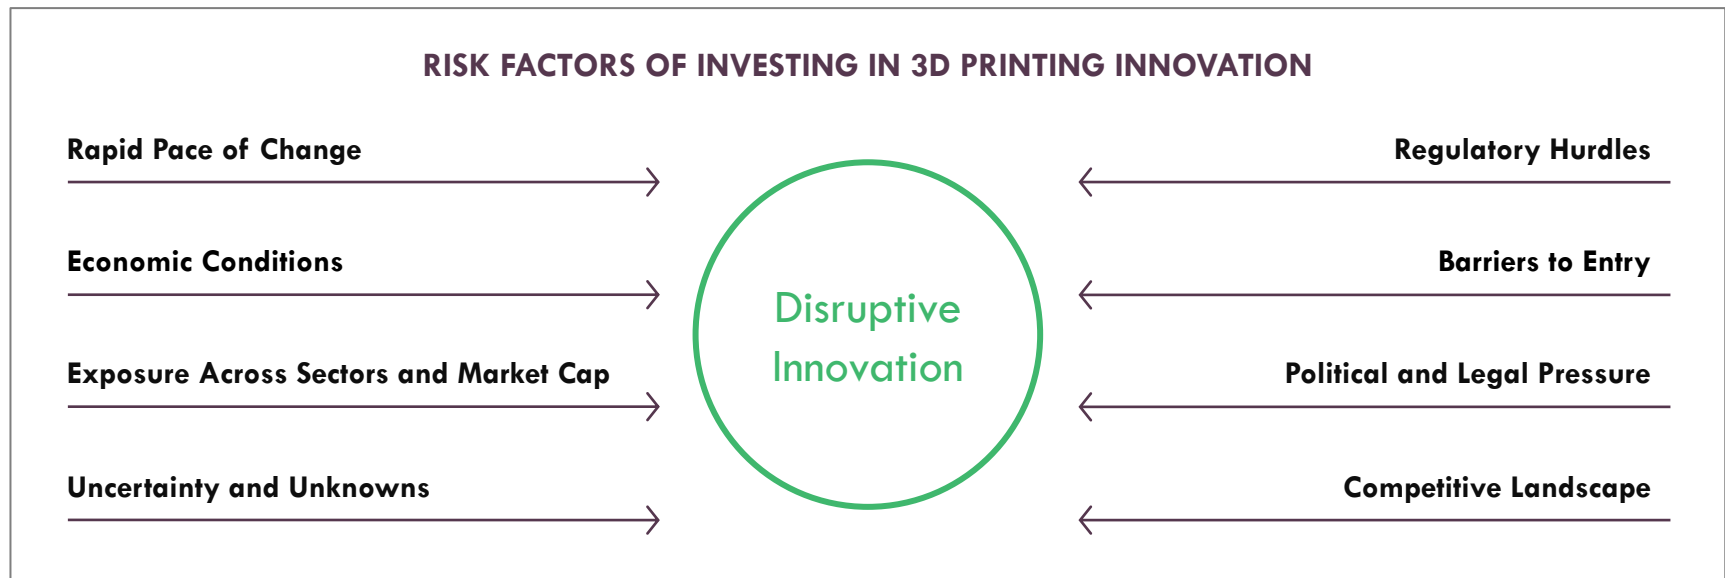 RISK FACTORS OF INVESTING IN 3D PRINTING INNOVATION
Rapid Pace of Change
Economic Conditions
Exposure Across Sectors and Market Cap
Uncertainty and Unknowns
Disruptive
Innovation
Regulatory Hurdles
Barriers to Entry
Political and Legal Pressure
Competitive Landscape